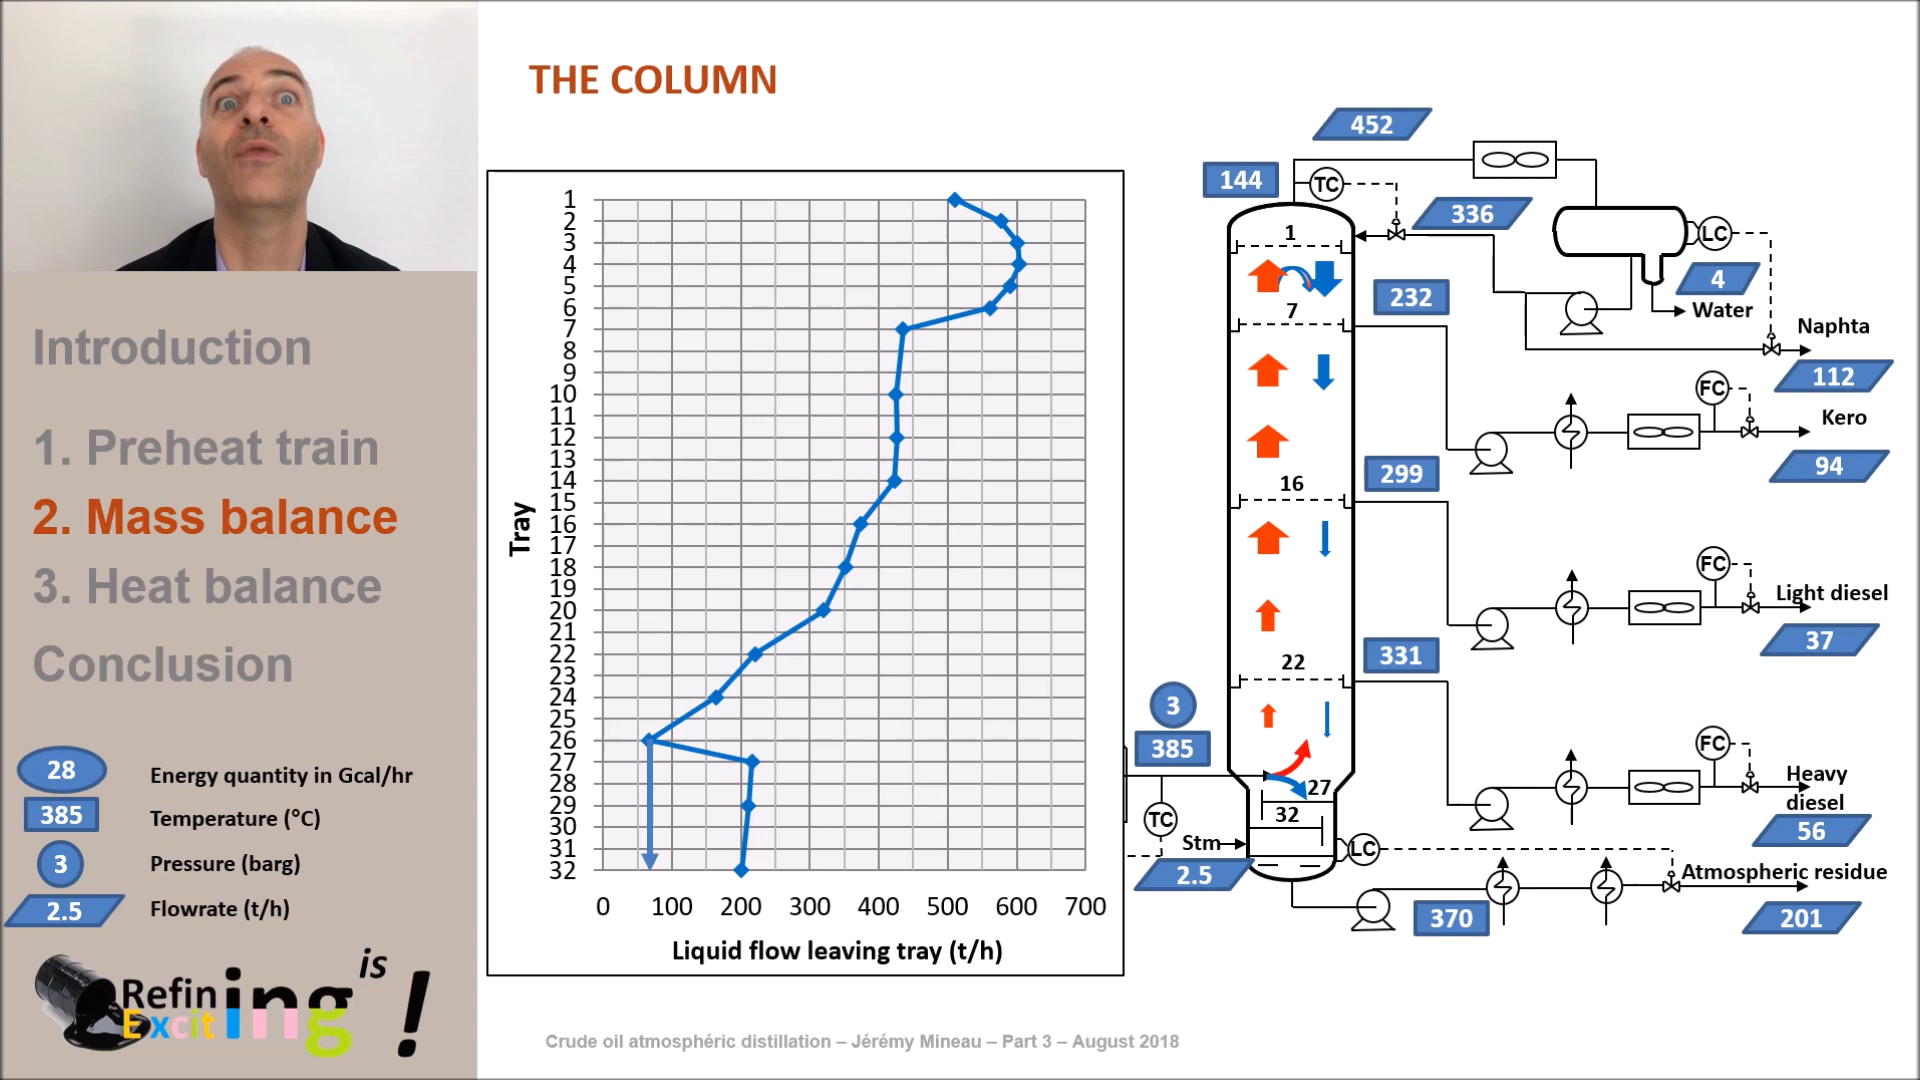 THE COLUMN
Introduction
1. Preheat train
2. Mass balance
3. Heat balance
Conclusion
28
Energy quantity in Gcal/hr
385
Temperature (°C)
3
Pressure (barg)
2.5
Flowrate (t/h)
Refining is
Exciting !
Tray
1
2
3
4
5
6
7
8
9
10
11
12
13
14
15
16
17
18
19
20
21
22
23
24
25
26
27
28
29
30
31
32
0 100 200 300 400 500 600 700
Liquid flow leaving tray (t/h)
452
144
TC
336
LC
1
4
Water
232
7
Naphta
112
FC
Kero
94
299
16
FC
Light diesel
37
331
22
3
385
FC
Heavy
diesel
56
27
32
TC
Stm
LC
2.5
Atmospheric residue
370
201
Crude oil atmosphéric distillation – Jérémy Mineau – Part 3 – August 2018